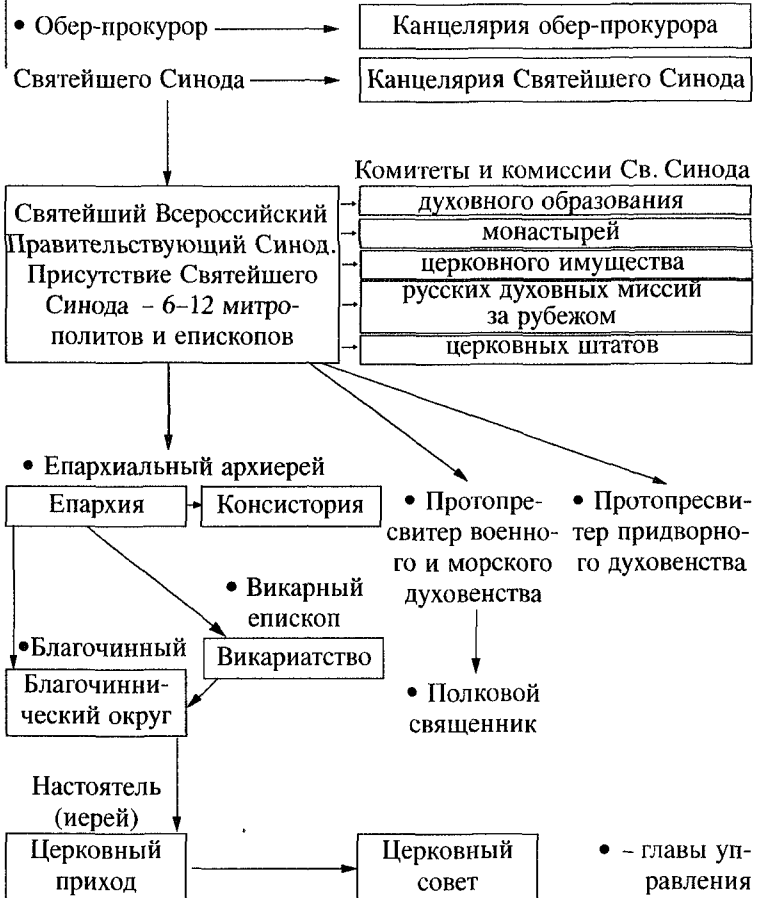 • Обер-прокурор
Канцелярия обер-прокурора
Святейшего Синода
Канцелярия Святейшего Синода
Комитеты и комиссии Св. Синода
духовного образования
монастырей
церковного имущества
русских духовных миссий
за рубежом
церковных штатов
Святейший Всероссийский
Правительствующий Синод.
Присутствие Святейшего
Синода – 6–12 митро-
политов и епископов
• Епархиальный архиерей
Епархия
Консистория
• Протопре-
свитер военно-
го и морского
духовенства
• Протопресви-
тер придворно-
го духовенства
• Викарный
епископ
Викариатство
•Благочинный
Благочинни-
ческий округ
• Полковой
священник
Настоятель
(иерей)
Церковный
приход
Церковный
совет
• – главы уп-
равления